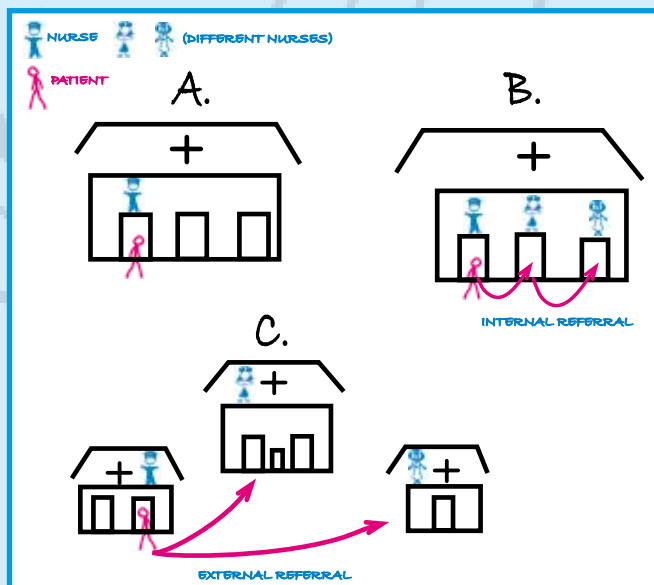 NURSE (DIFFERENT NURSES)
PATIENT
A.
B.
INTERNAL REFERRAL
C.
EXTERNAL REFERRAL